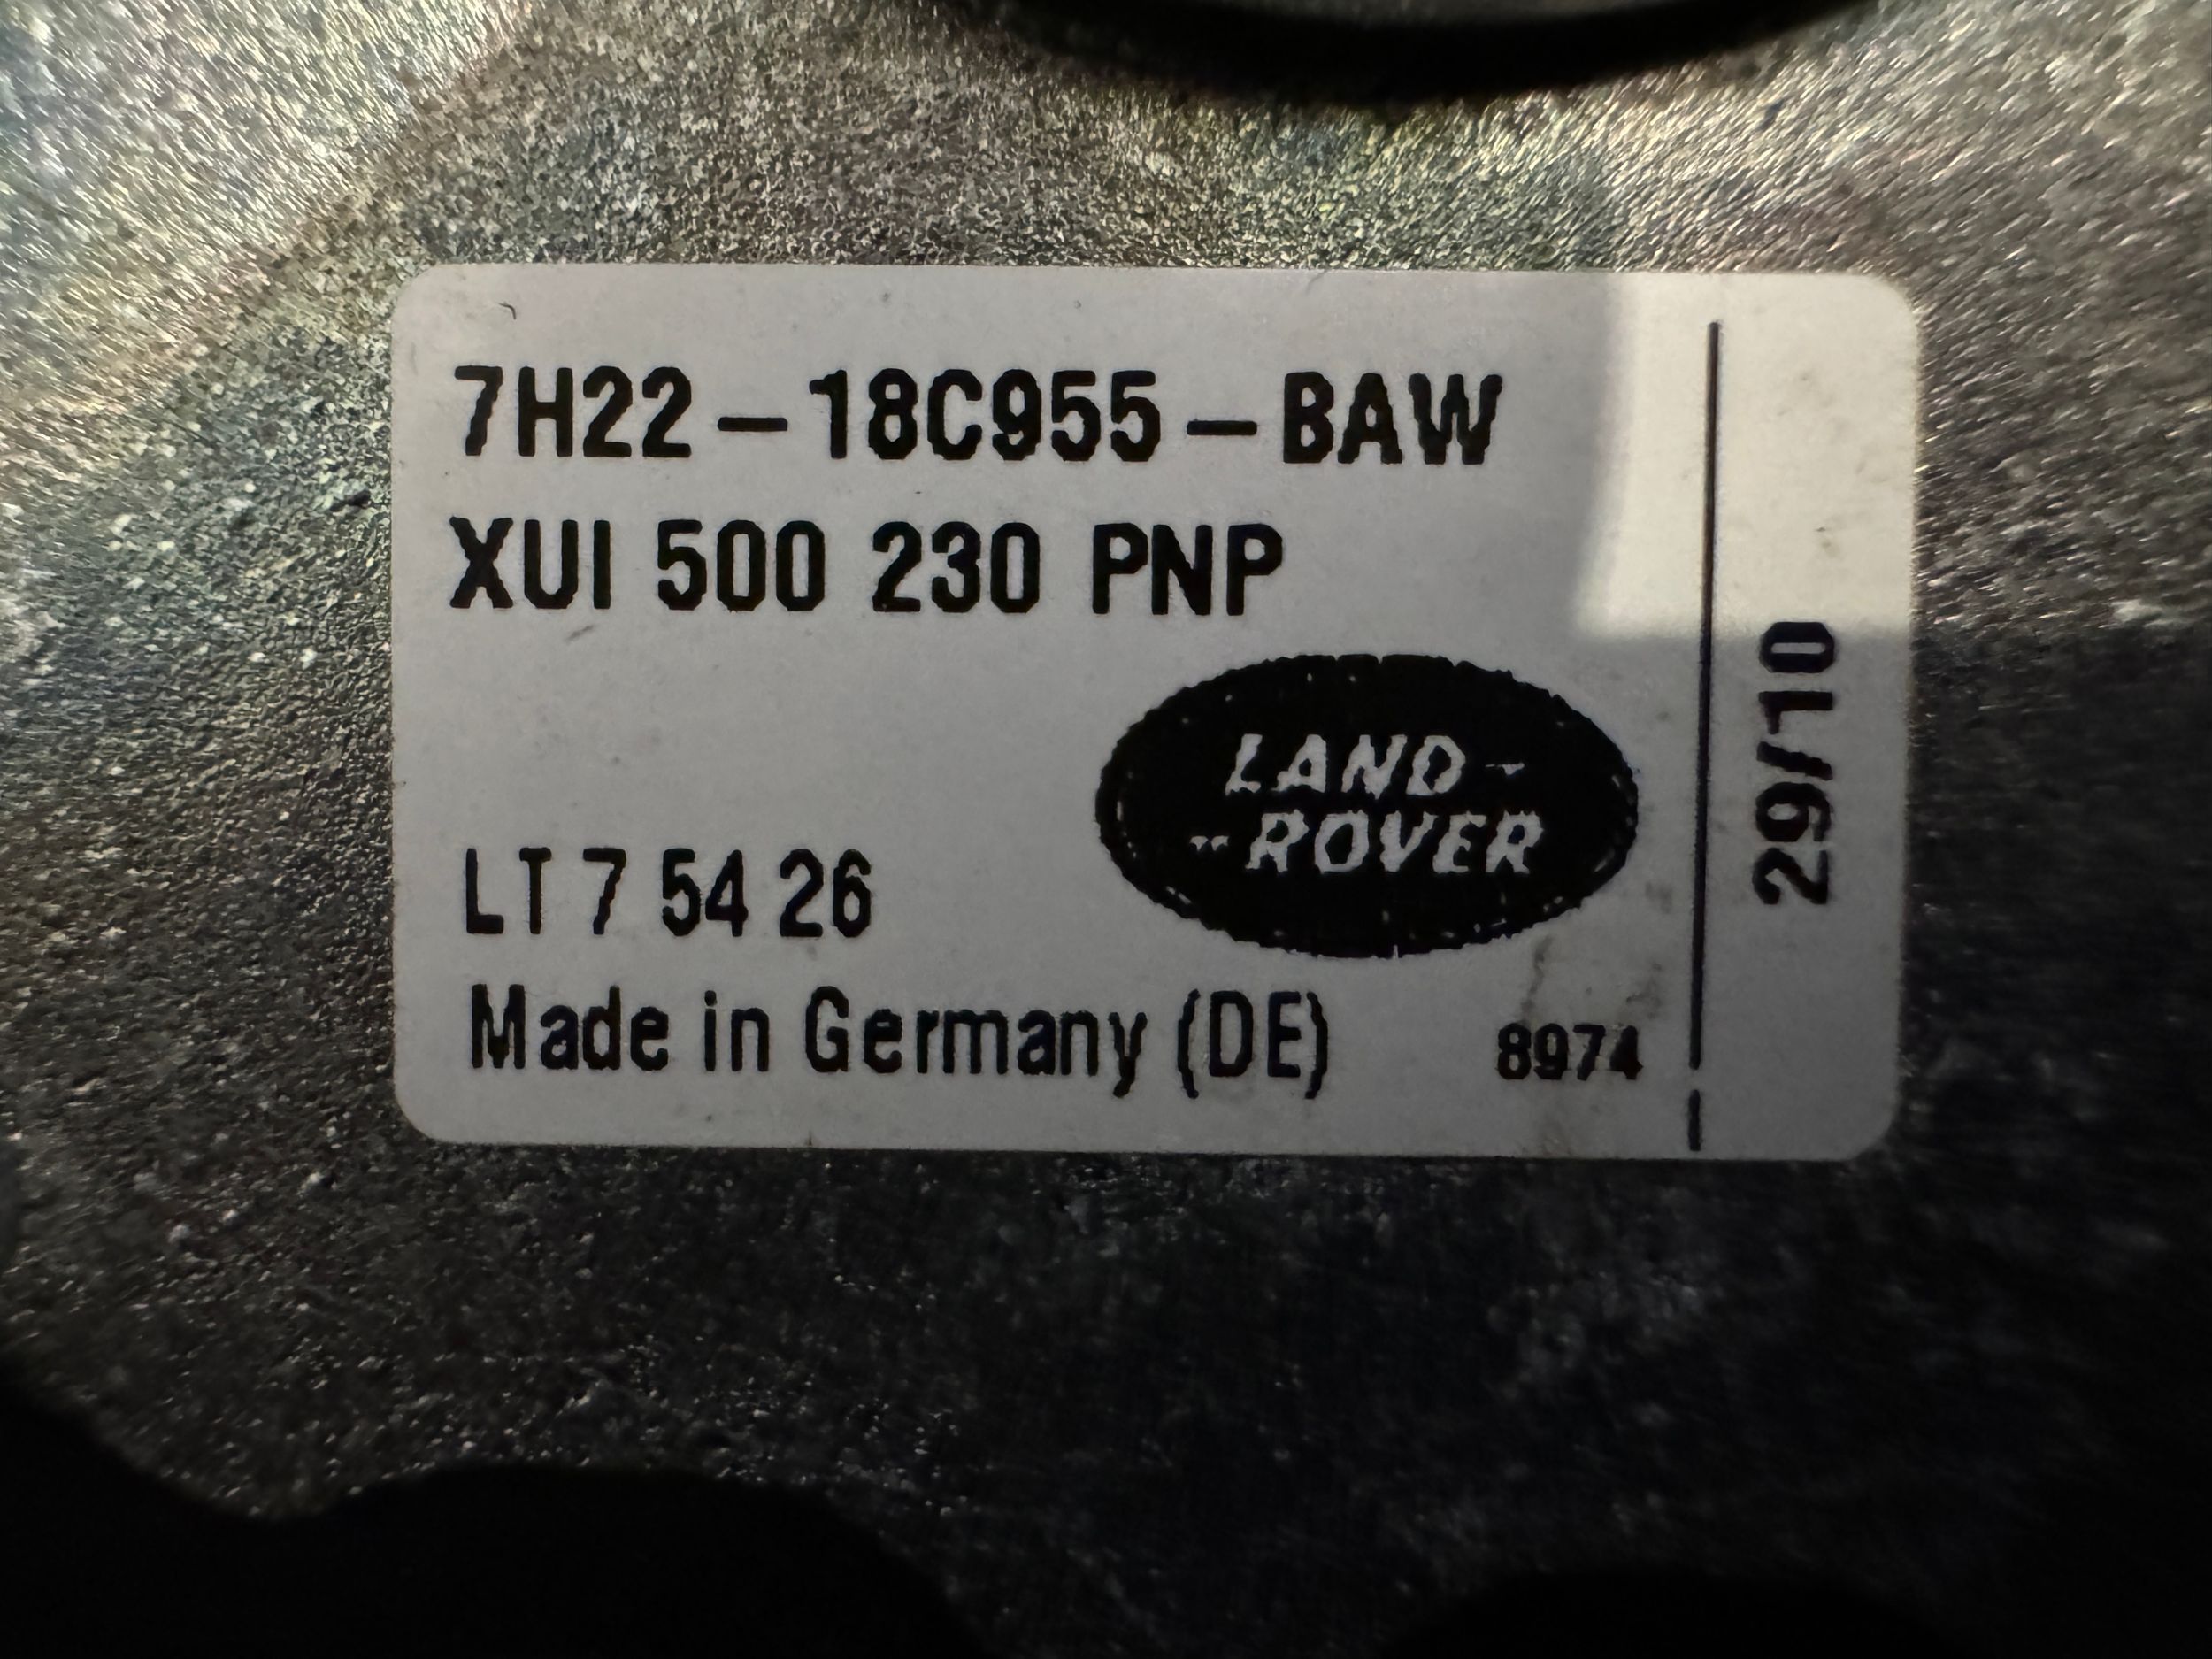 7H22-18C955-BAW
XUI 500 230 PNP
LAND-
-ROVER
LT 7 54 26
Made in Germany (DE)
8974
29/10